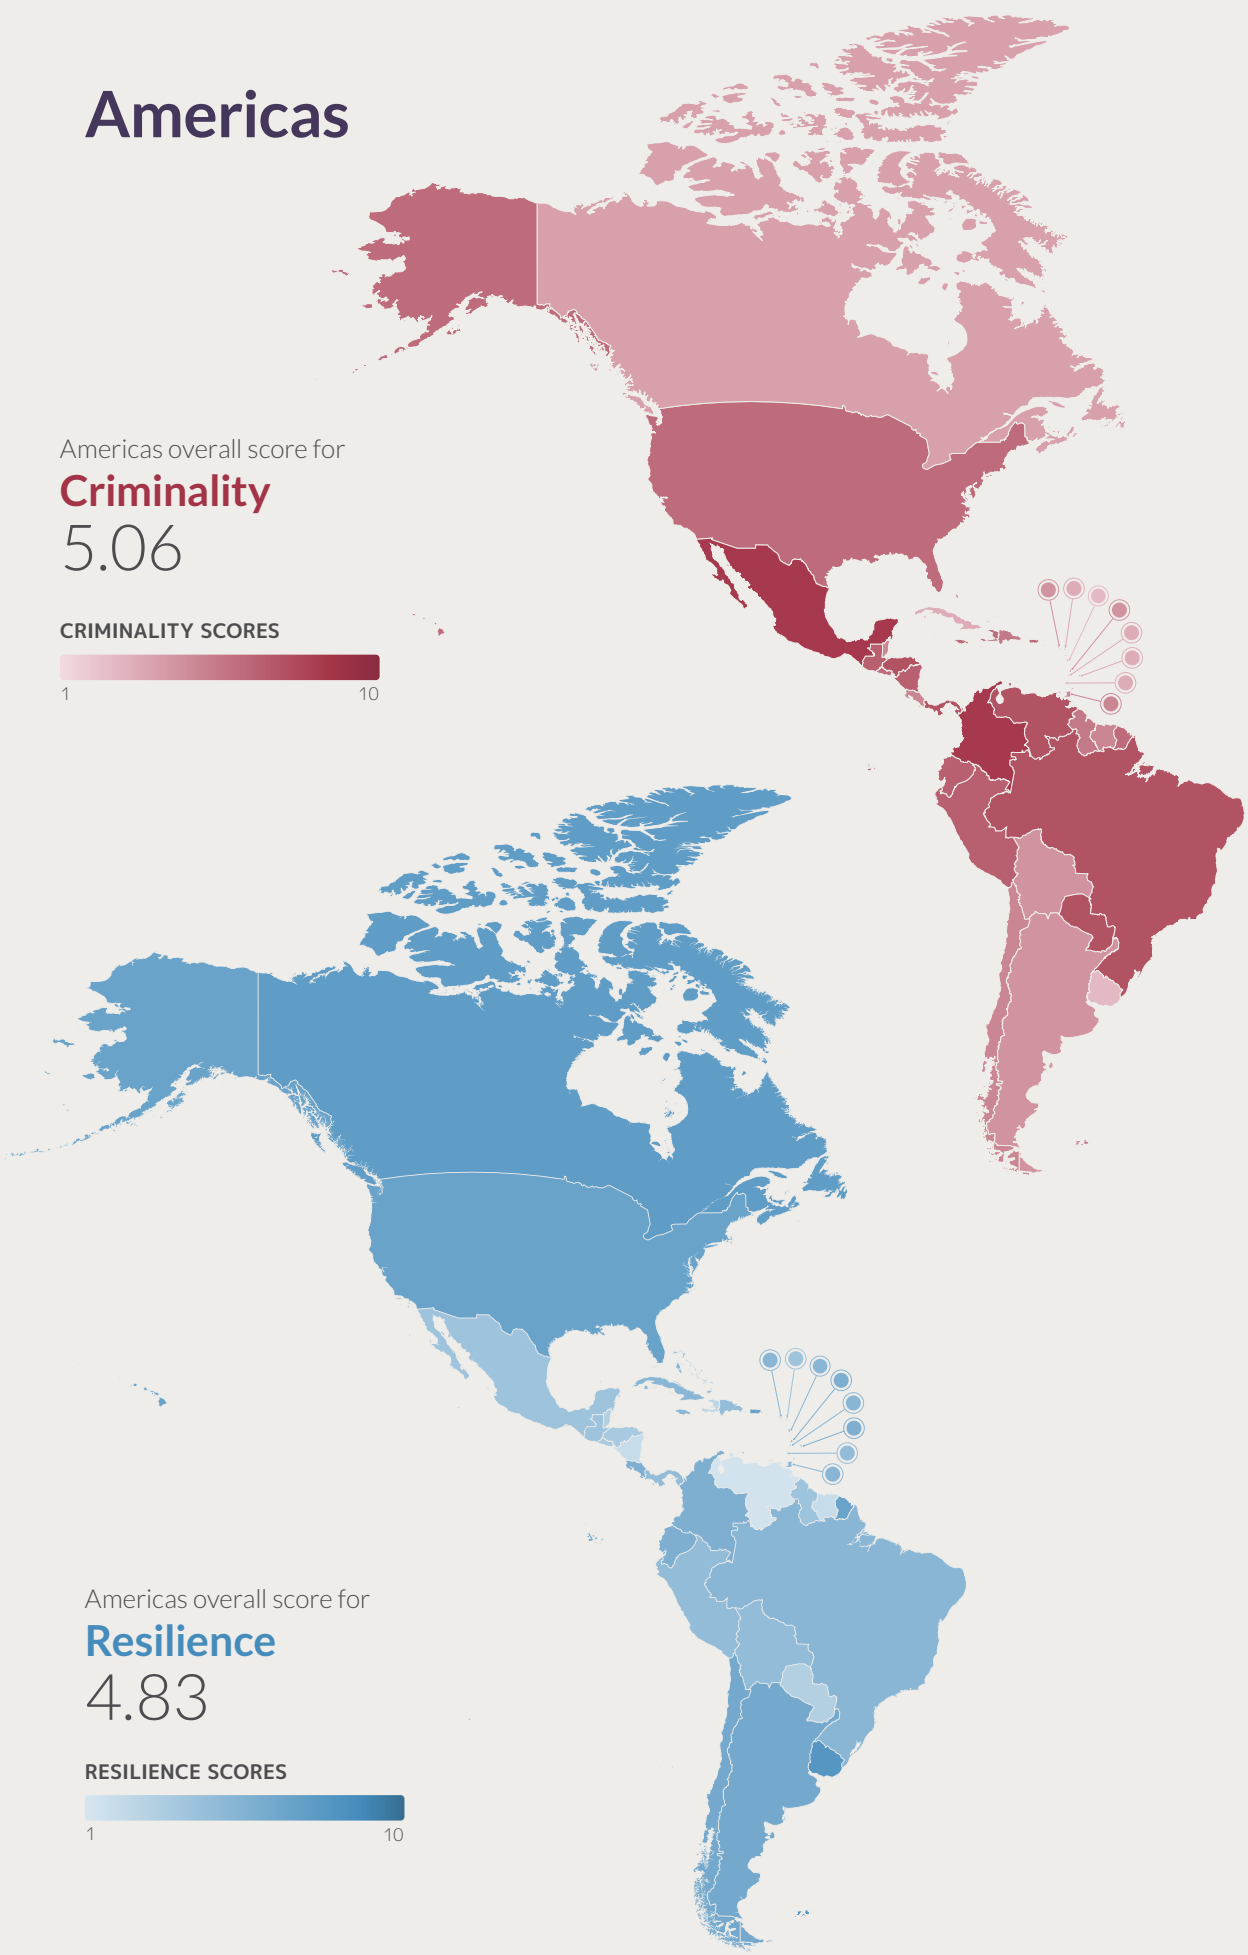 Americas
Americas overall score for
Criminality
5.06
CRIMINALITY SCORES
1 10
Americas overall score for
Resilience
4.83
RESILIENCE SCORES
1 10